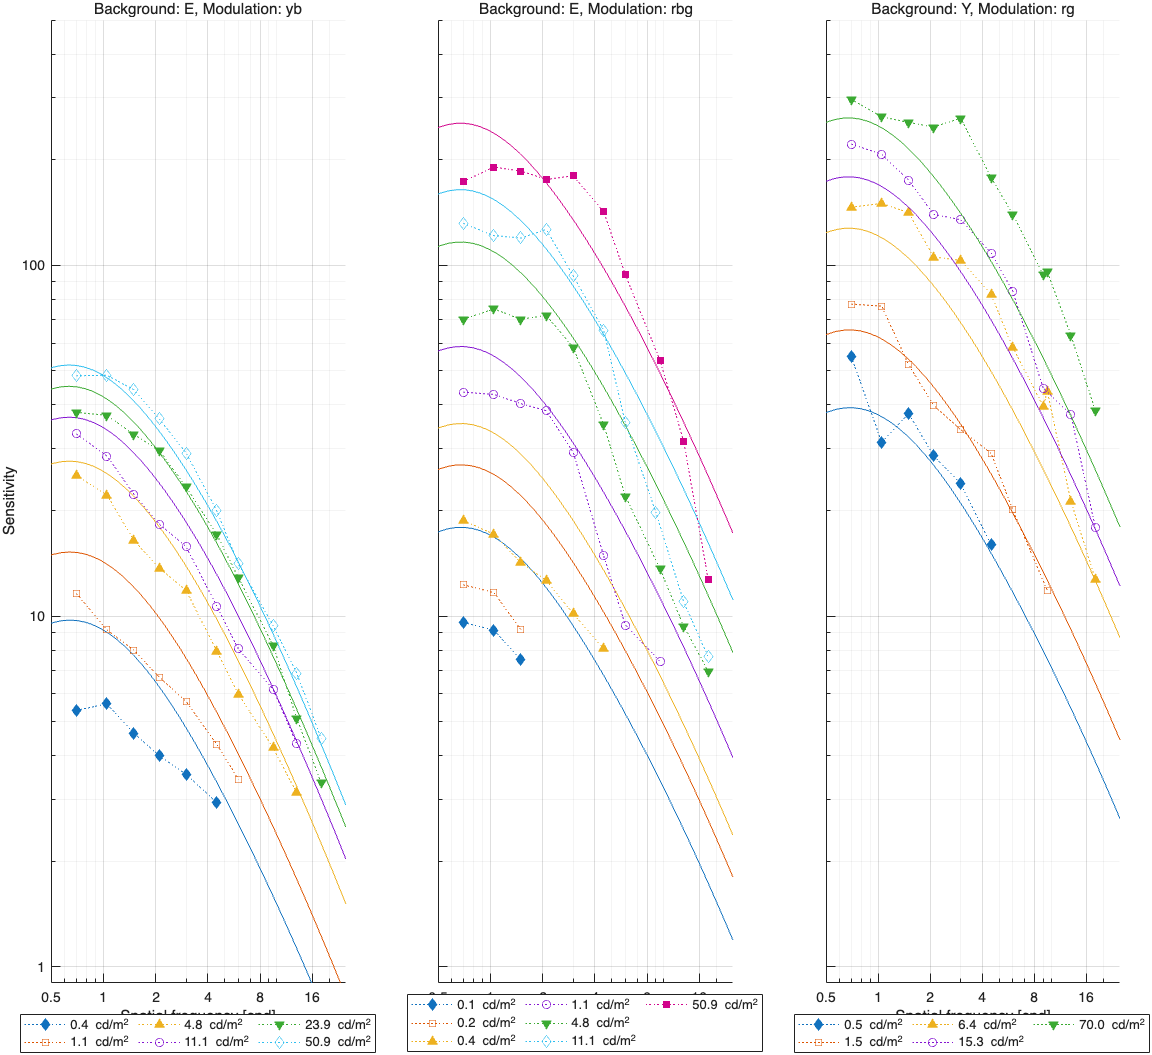 Background: E, Modulation: yb
Background: E, Modulation: rbg
Background: Y, Modulation: rg
Sensitivity
100
10
1
0.5 1 2 4 8 16
0.5 1 2 4 8 16
0.4 cd/m²
4.8 cd/m²
23.9 cd/m²
1.1 cd/m²
11.1 cd/m²
50.9 cd/m²
0.1 cd/m²
1.1 cd/m²
50.9 cd/m²
0.2 cd/m²
4.8 cd/m²
0.4 cd/m²
11.1 cd/m²
0.5 cd/m²
6.4 cd/m²
70.0 cd/m²
1.5 cd/m²
15.3 cd/m²